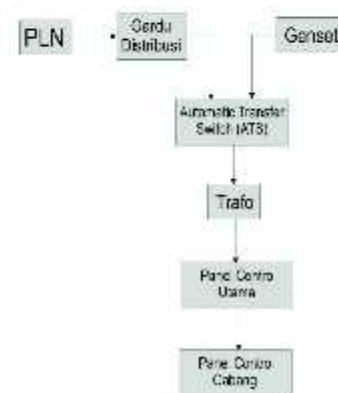 PLN
Gardu
Distribusi
Genset
Automatic Transfer
Switch (ATS)
Trafo
Panel Contro
Utama
Panel Contro
Cabang